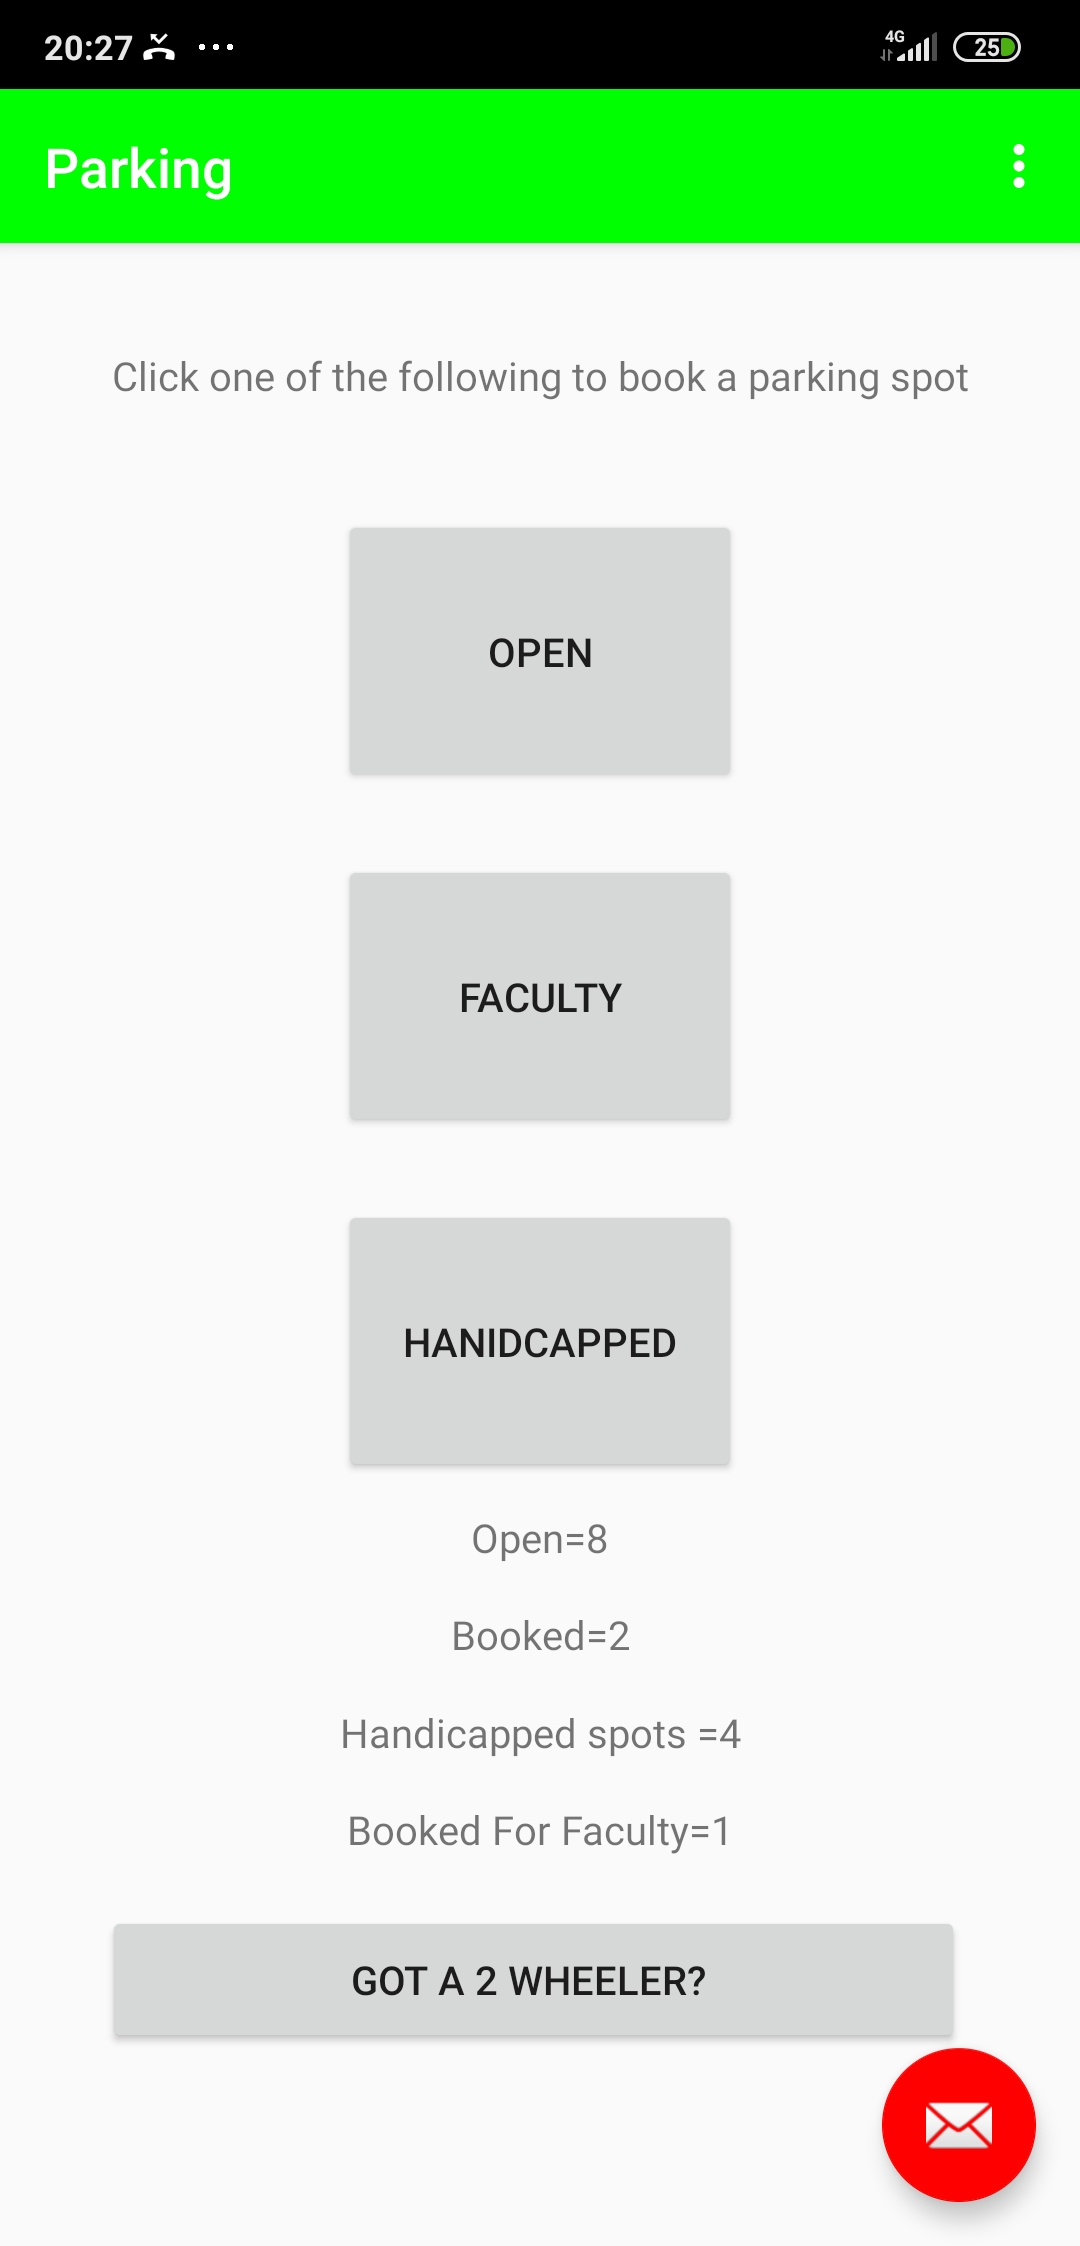 20:27 4G 25
Parking
Click one of the following to book a parking spot
OPEN
FACULTY
HANIDCAPPED
Open=8
Booked=2
Handicapped spots =4
Booked For Faculty=1
GOT A 2 WHEELER?